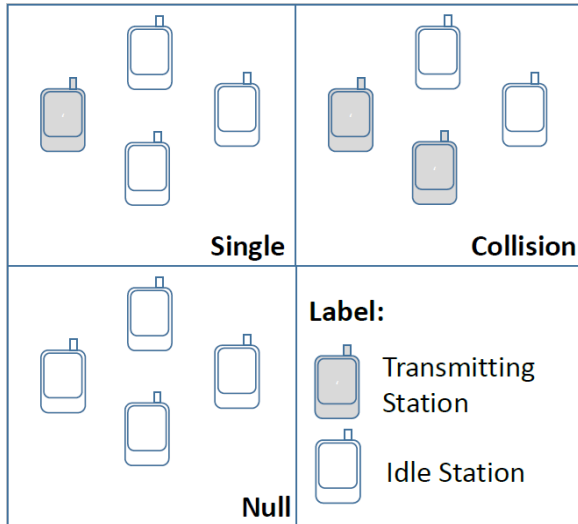 Single
Collision
Null
Label:
Transmitting
Station
Idle Station